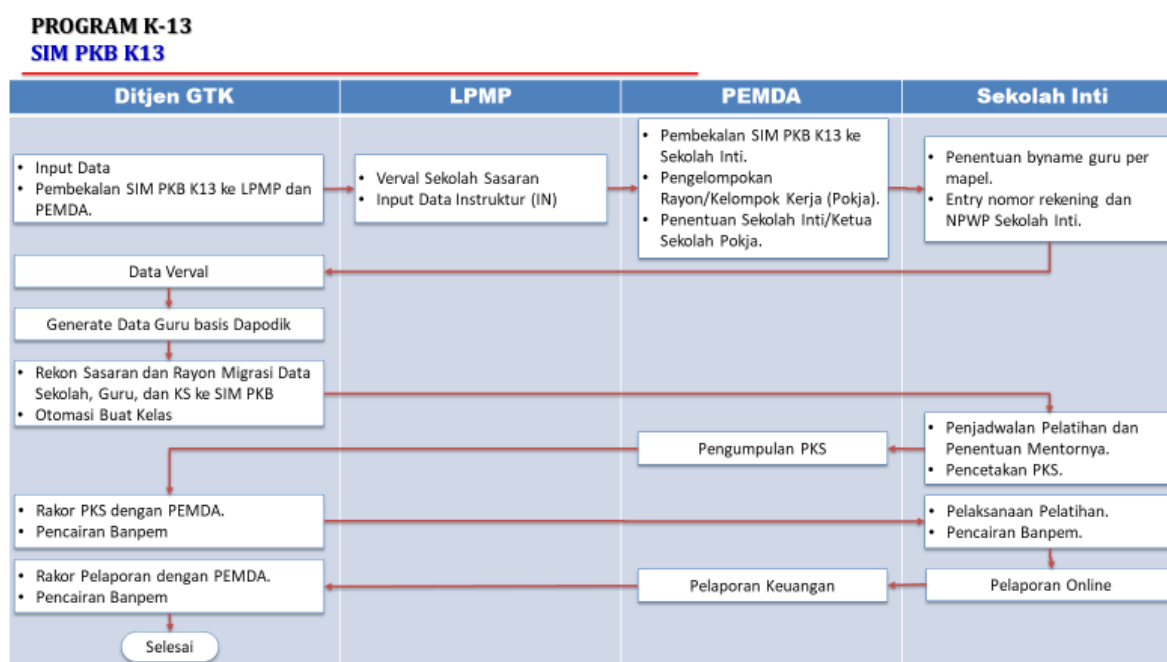 PROGRAM K-13
SIM PKB K13
Ditjen GTK
LPMP
PEMDA
Sekolah Inti
• Input Data
• Pembekalan SIM PKB K13 ke LPMP dan
PEMDA.
• Verval Sekolah Sasaran
• Input Data Instruktur (IN)
• Pembekalan SIM PKB K13 ke
Sekolah Inti.
• Pengelompokan
Rayon/Kelompok Kerja (Pokja).
• Penentuan Sekolah Inti/Ketua
Sekolah Pokja.
• Penentuan byname guru per
mapel.
• Entry nomor rekening dan
NPWP Sekolah Inti.
Data Verval
Generate Data Guru basis Dapodik
• Rekon Sasaran dan Rayon Migrasi Data
Sekolah, Guru, dan KS ke SIM PKB
• Otomasi Buat Kelas
• Penjadwalan Pelatihan dan
Penentuan Mentornya.
• Pencetakan PKS.
Pengumpulan PKS
• Rakor PKS dengan PEMDA.
• Pencairan Banpem
• Pelaksanaan Pelatihan.
• Pencairan Banpem.
Pelaporan Online
Pelaporan Keuangan
• Rakor Pelaporan dengan PEMDA.
• Pencairan Banpem
Selesai